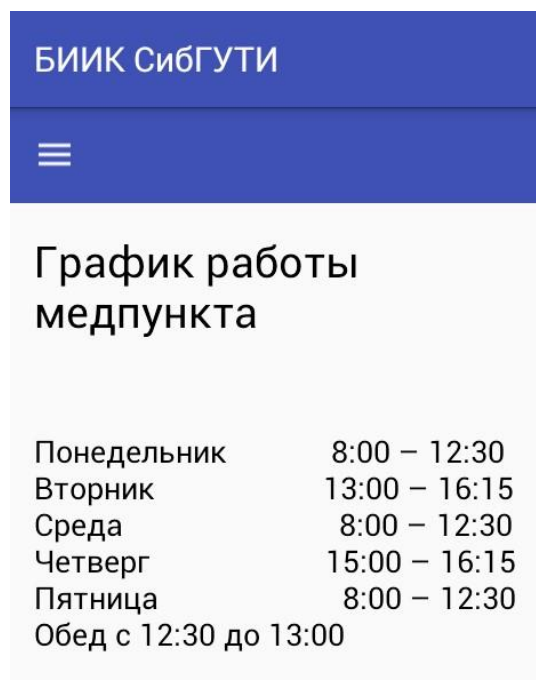 БИИК СибГУТИ
График работы
медпункта
Понедельник 8:00 – 12:30
Вторник 13:00 – 16:15
Среда 8:00 – 12:30
Четверг 15:00 – 16:15
Пятница 8:00 – 12:30
Обед с 12:30 до 13:00